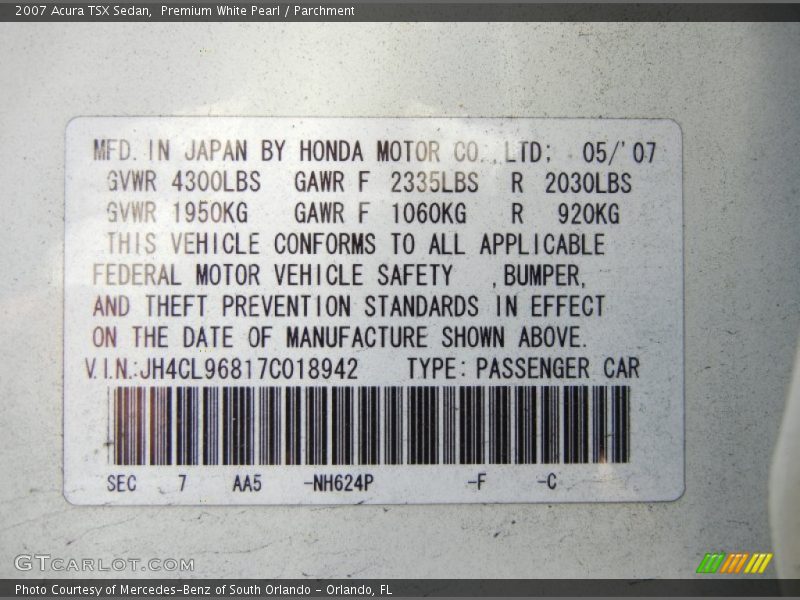 2007 Acura TSX Sedan, Premium White Pearl / Parchment
MFD. IN JAPAN BY HONDA MOTOR CO.,LTD; 05/'07
GVWR 4300LBS GAWR F 2335LBS R 2030LBS
GVWR 1950KG GAWR F 1060KG R 920KG
THIS VEHICLE CONFORMS TO ALL APPLICABLE
FEDERAL MOTOR VEHICLE SAFETY ,BUMPER,
AND THEFT PREVENTION STANDARDS IN EFFECT
ON THE DATE OF MANUFACTURE SHOWN ABOVE.
V.I.N.:JH4CL96817C018942 TYPE: PASSENGER CAR
SEC 7 AA5 -NH624P -F -C
GTCARLOT.COM
Photo Courtesy of Mercedes-Benz of South Orlando - Orlando, FL